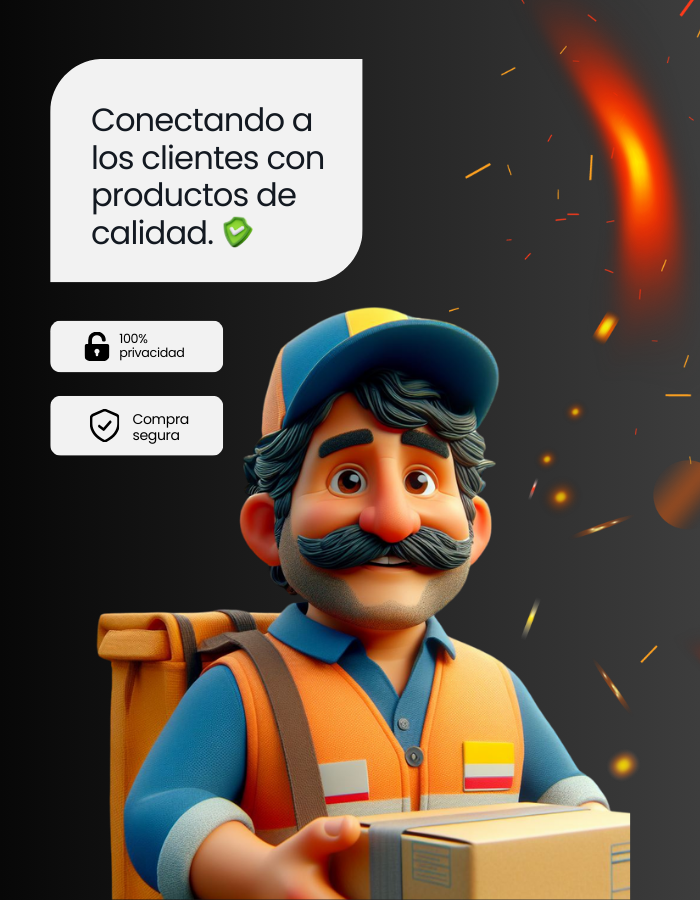 Conectando a
los clientes con
productos de
calidad.
100%
privacidad
Compra
segura